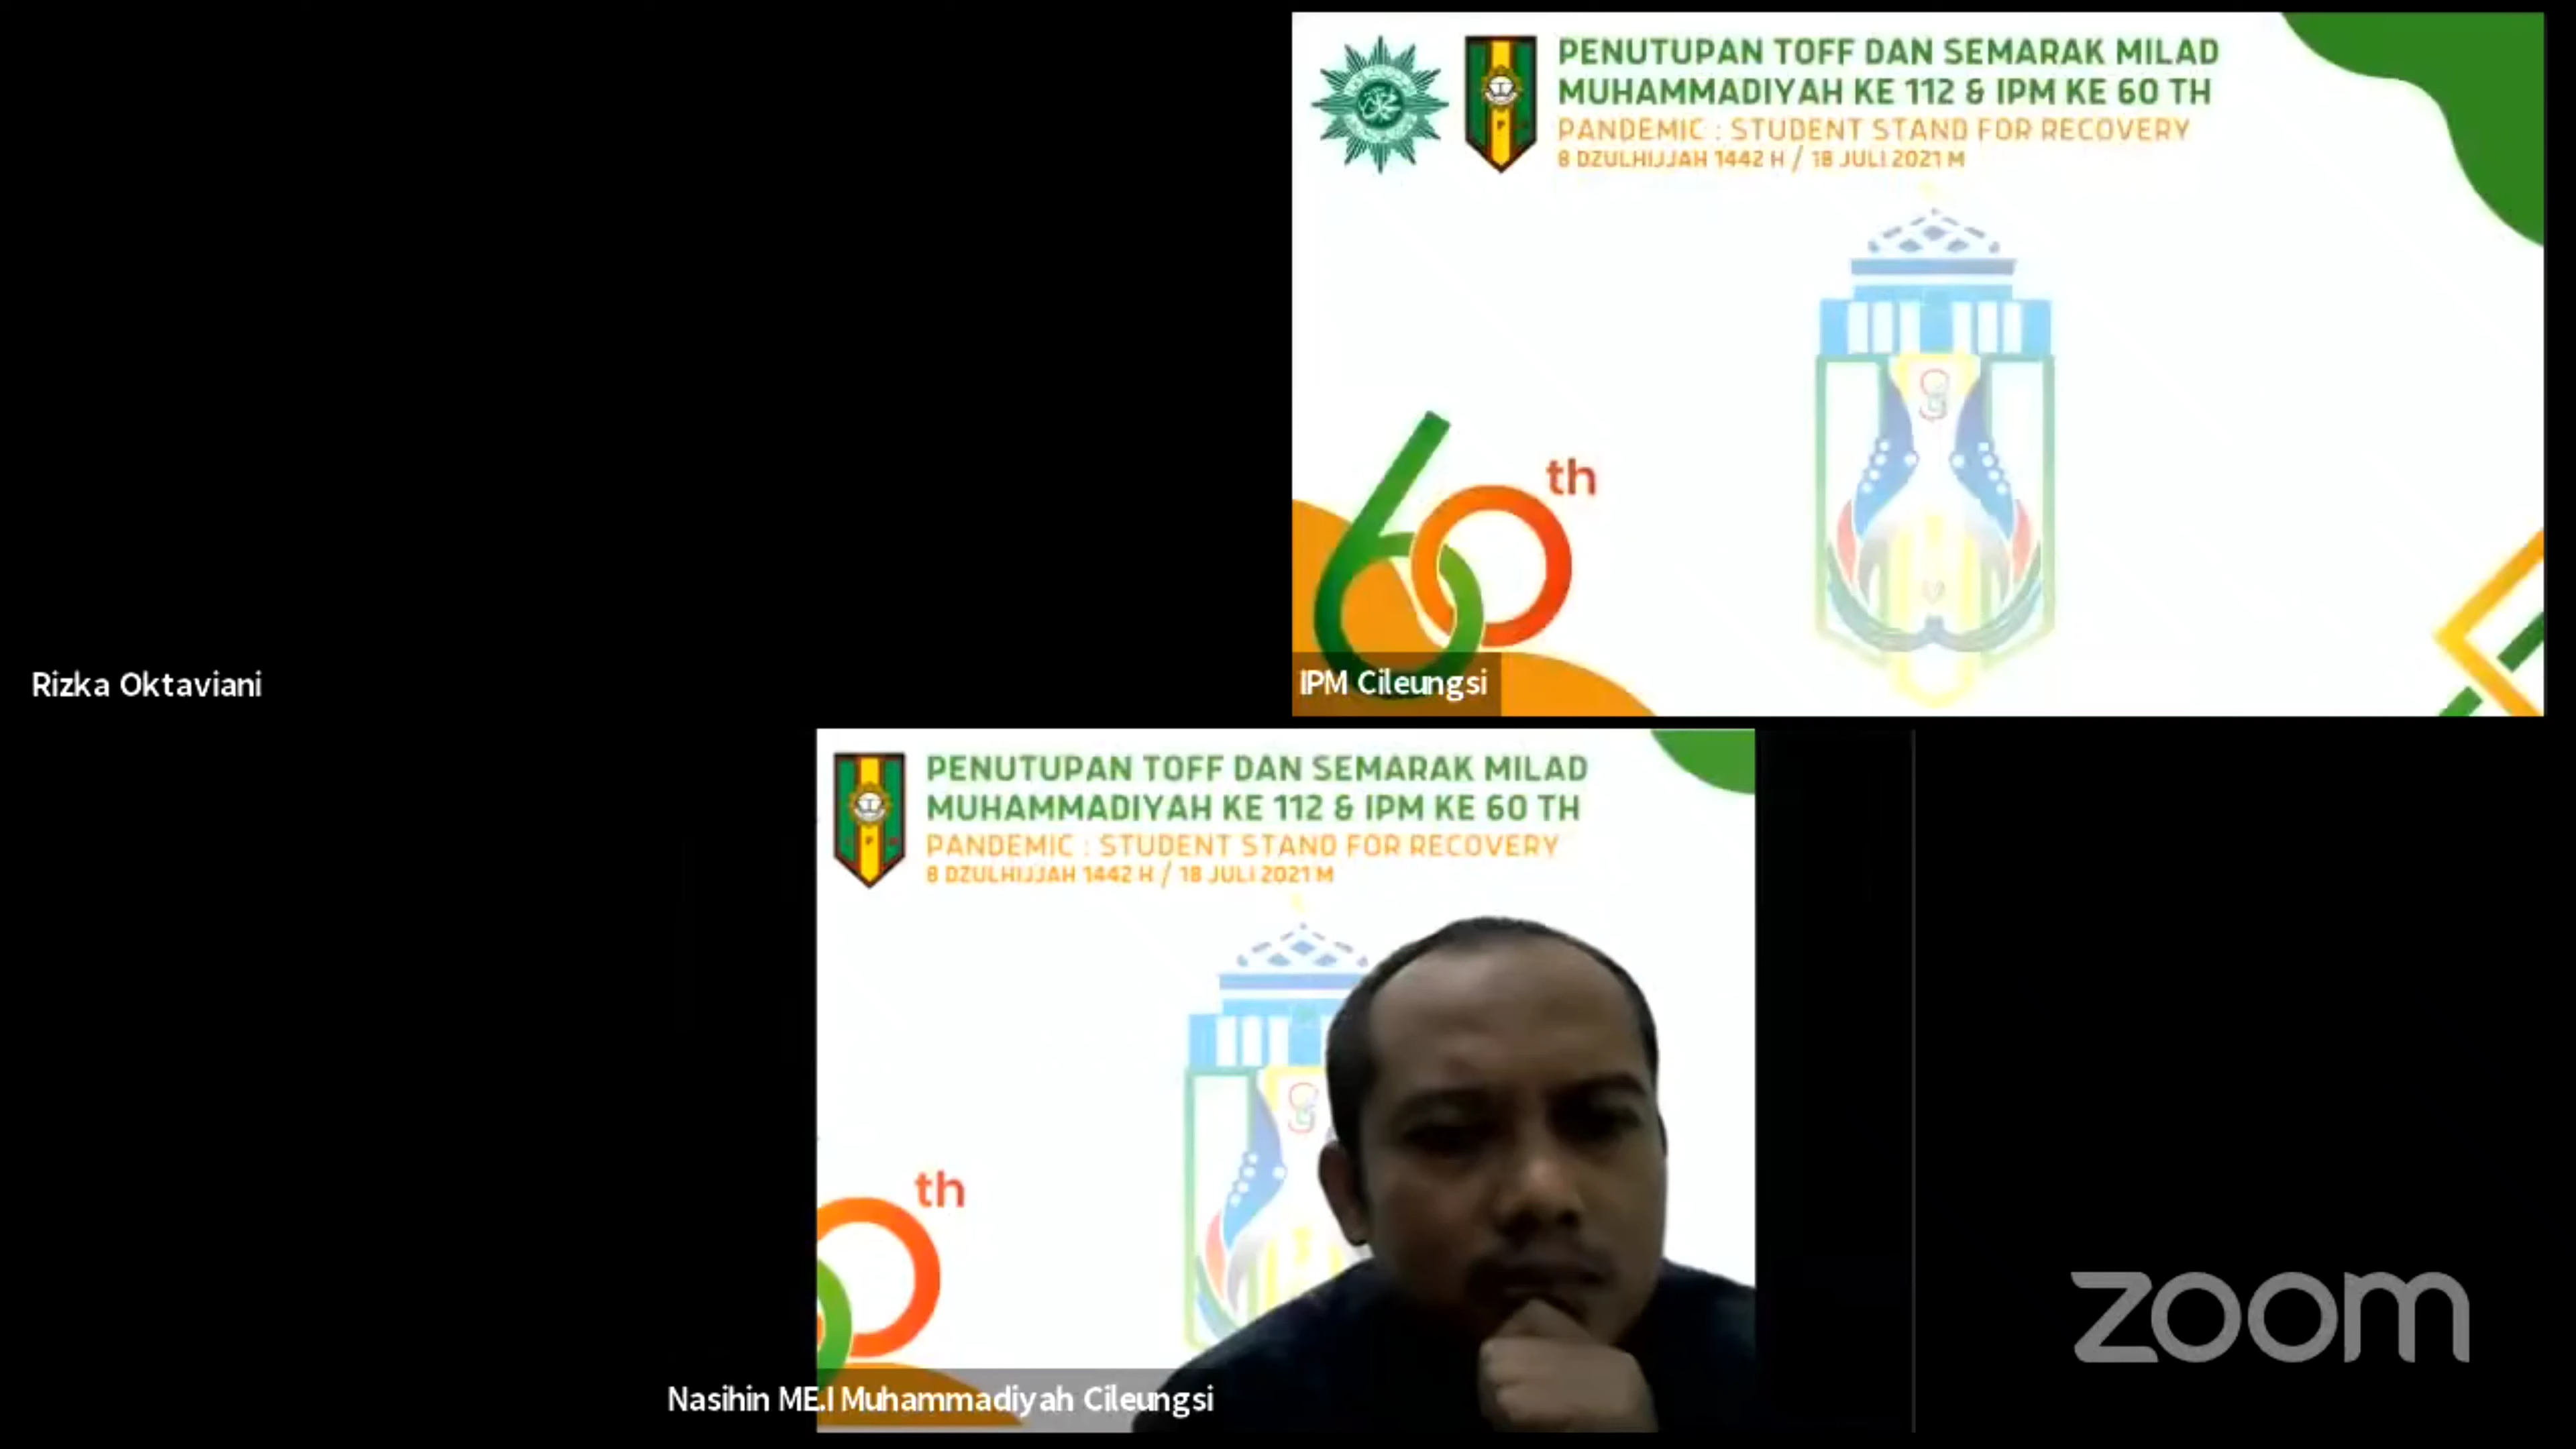 PENUTUPAN TOFF DAN SEMARAK MILAD
MUHAMMADIYAH KE 112 & IPM KE 60 TH
PANDEMIC : STUDENT STAND FOR RECOVERY
8 DZULHIJJAH 1442 H / 18 JULI 2021 M
60th
Rizka Oktaviani
IPM Cileungsi
PENUTUPAN TOFF DAN SEMARAK MILAD
MUHAMMADIYAH KE 112 & IPM KE 60 TH
PANDEMIC : STUDENT STAND FOR RECOVERY
8 DZULHIJJAH 1442 H / 18 JULI 2021 M
0th
Nasihin ME.I Muhammadiyah Cileungsi
zoom